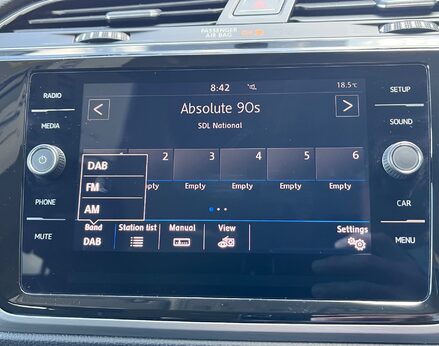 PASSENGER
AIR BAG
8:42
18.5°C
RADIO
SETUP
Absolute 90s
SDL National
MEDIA
SOUND
2 3 4 5 6
DAB
FM
AM
Empty Empty Empty Empty Empty
PHONE
CAR
Band
DAB
Station list
Manual
View
Settings
MUTE
MENU